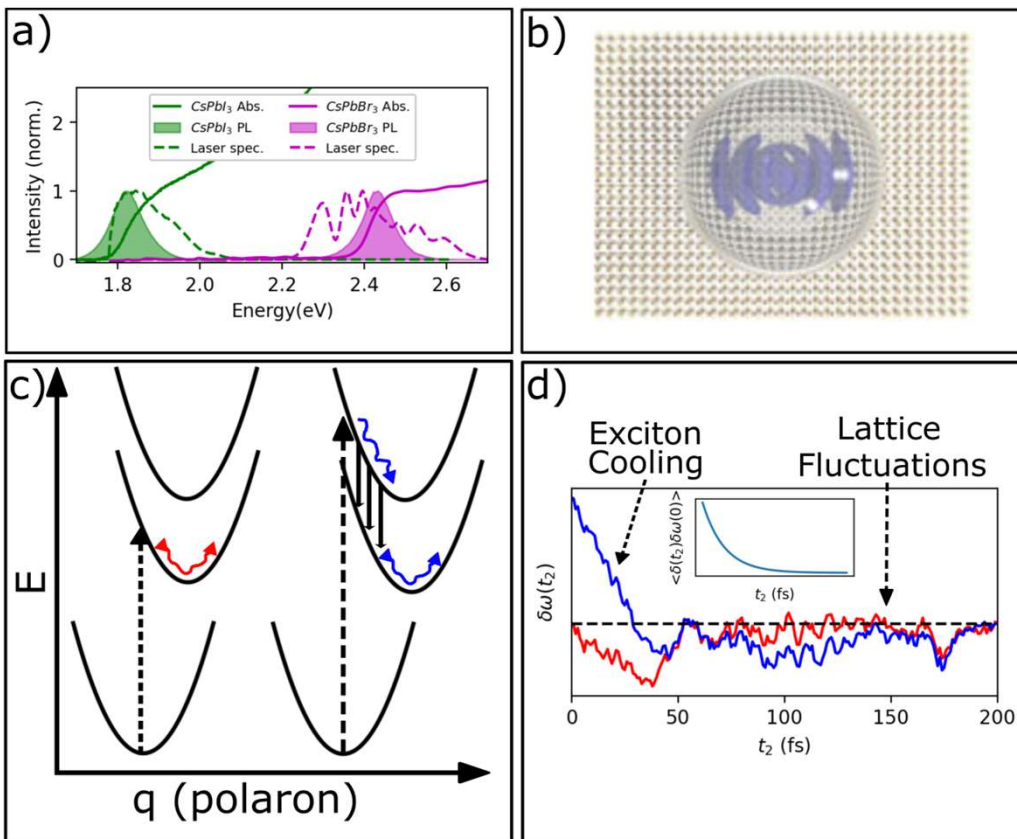 a)
CsPbI₃ Abs.
CsPbI₃ PL
Laser spec.
CsPbBr₃ Abs.
CsPbBr₃ PL
Laser spec.
Intensity (norm.)
2
1
0
1.8 2.0 2.2 2.4 2.6
Energy(eV)
b)
c)
E
q (polaron)
d)
Exciton
Cooling
Lattice
Fluctuations
<δ(t₂)δω(0)>
t₂ (fs)
δω(t₂)
0 50 100 150 200
t₂ (fs)